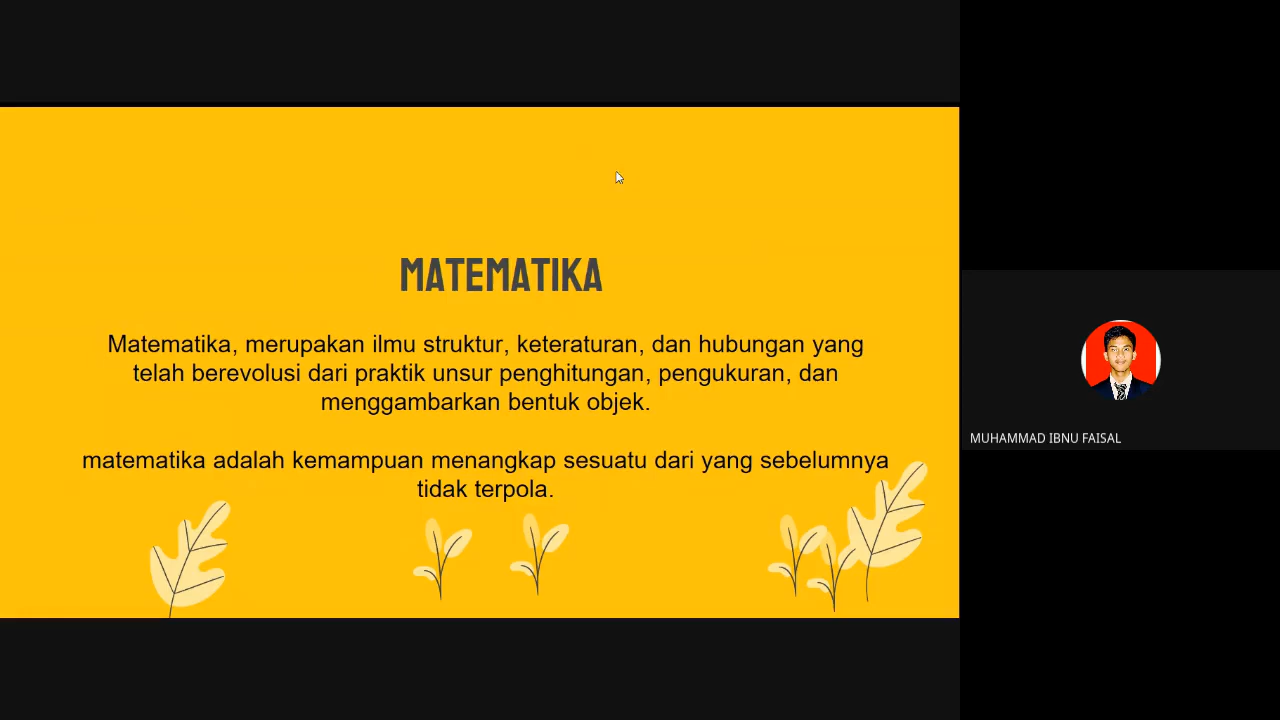 MATEMATIKA
Matematika, merupakan ilmu struktur, keteraturan, dan hubungan yang
telah berevolusi dari praktik unsur penghitungan, pengukuran, dan
menggambarkan bentuk objek.
matematika adalah kemampuan menangkap sesuatu dari yang sebelumnya
tidak terpola.
MUHAMMAD IBNU FAISAL